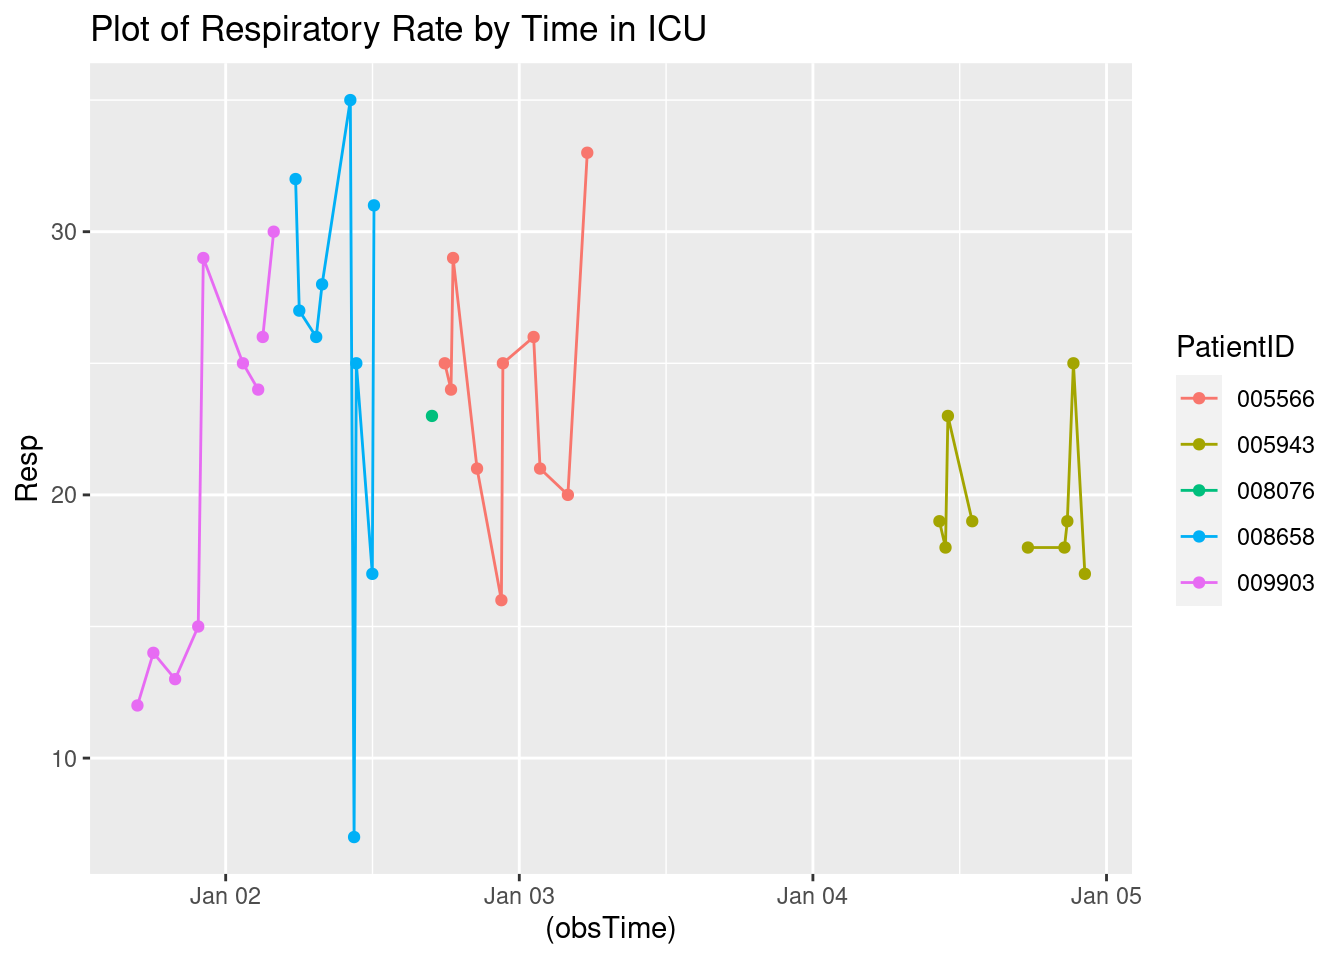 Plot of Respiratory Rate by Time in ICU
Resp
30
20
10
Jan 02
Jan 03
Jan 04
Jan 05
(obsTime)
PatientID
005566
005943
008076
008658
009903